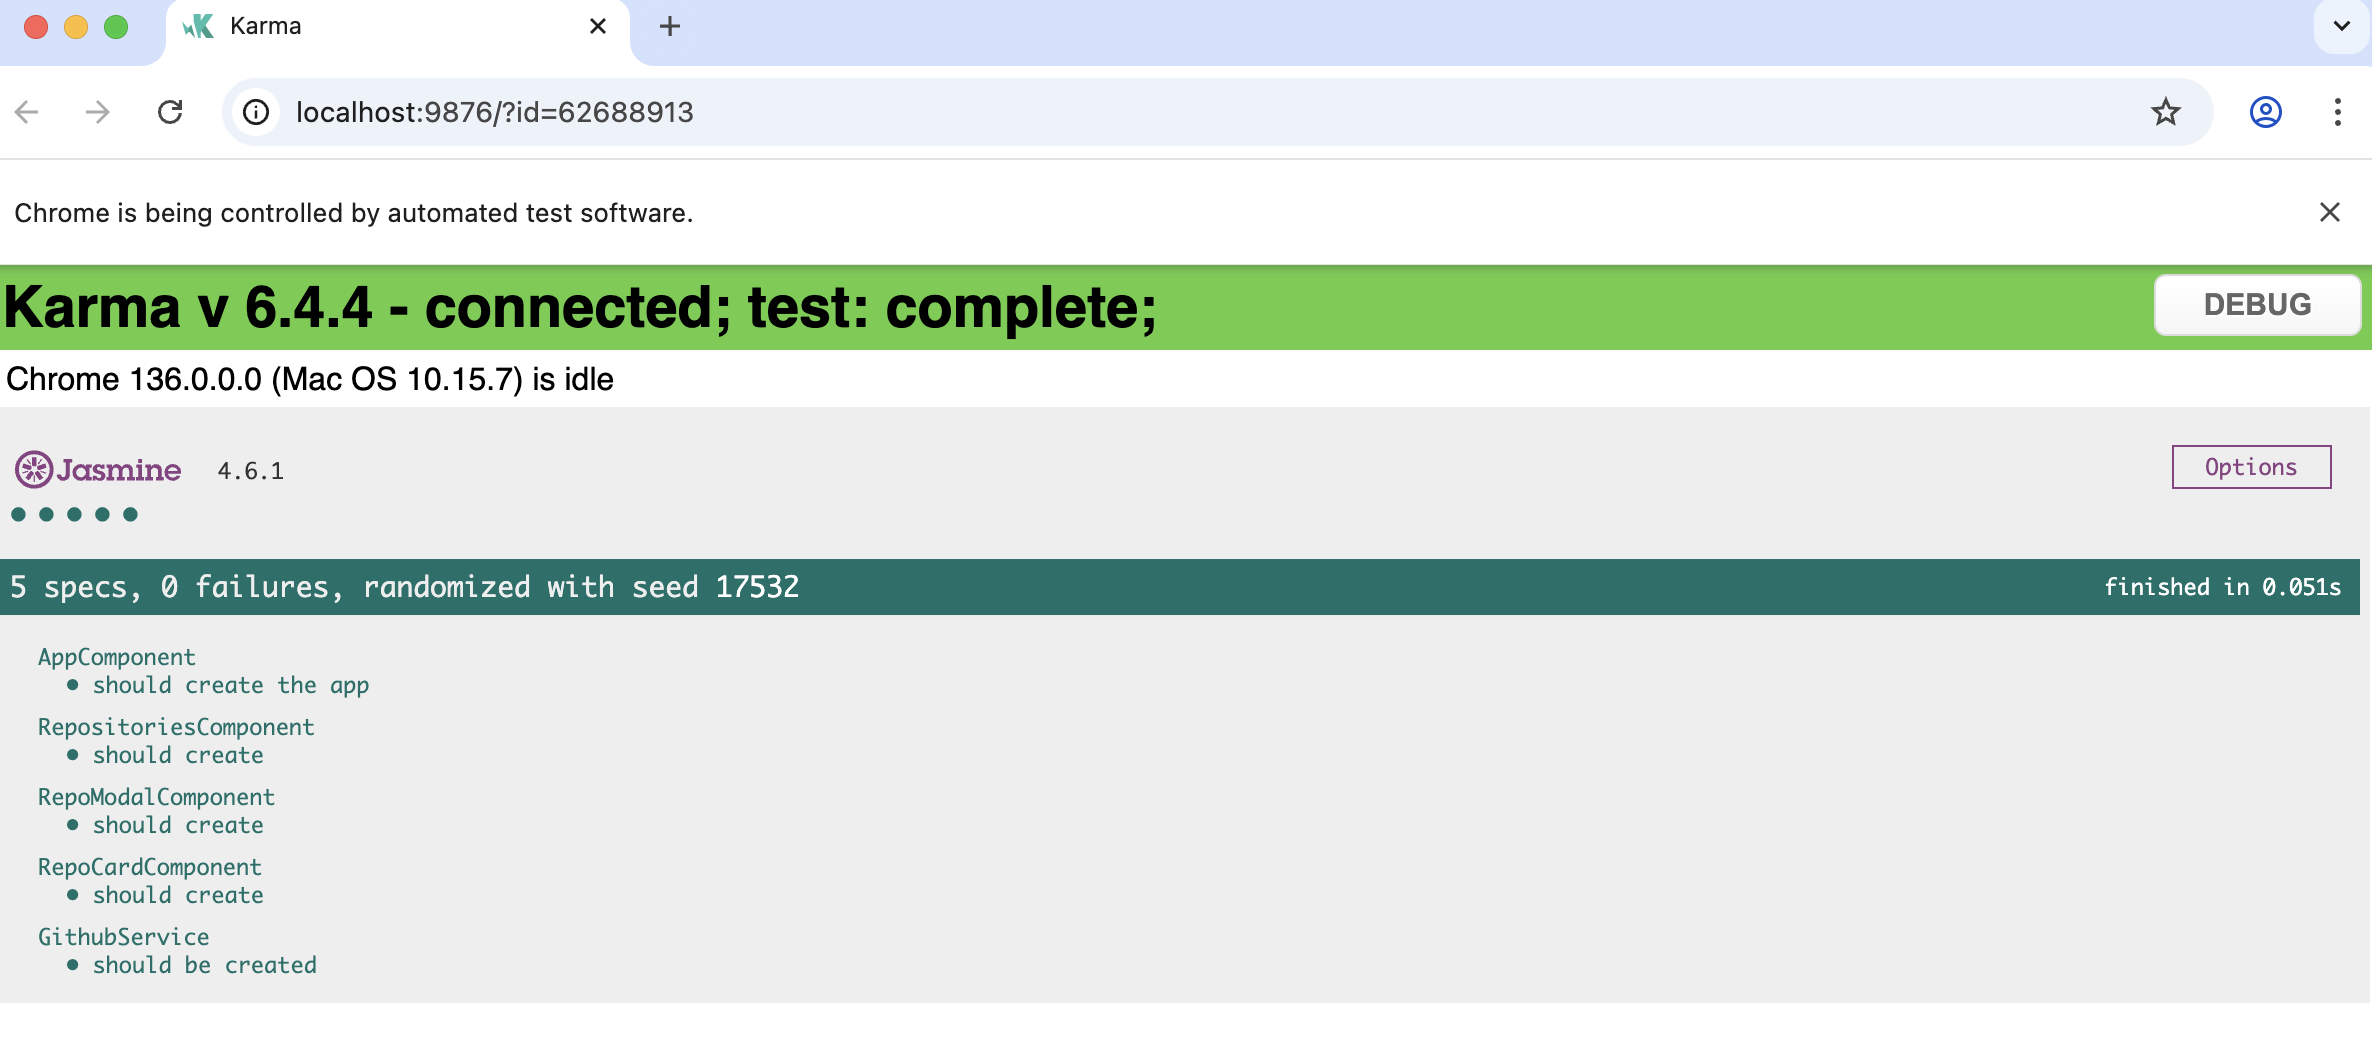 Karma
localhost:9876/?id=62688913
Chrome is being controlled by automated test software.
Karma v 6.4.4 - connected; test: complete;
DEBUG
Chrome 136.0.0.0 (Mac OS 10.15.7) is idle
Jasmine 4.6.1
Options
5 specs, 0 failures, randomized with seed 17532
finished in 0.051s
AppComponent
• should create the app
RepositoriesComponent
• should create
RepoModalComponent
• should create
RepoCardComponent
• should create
GithubService
• should be created